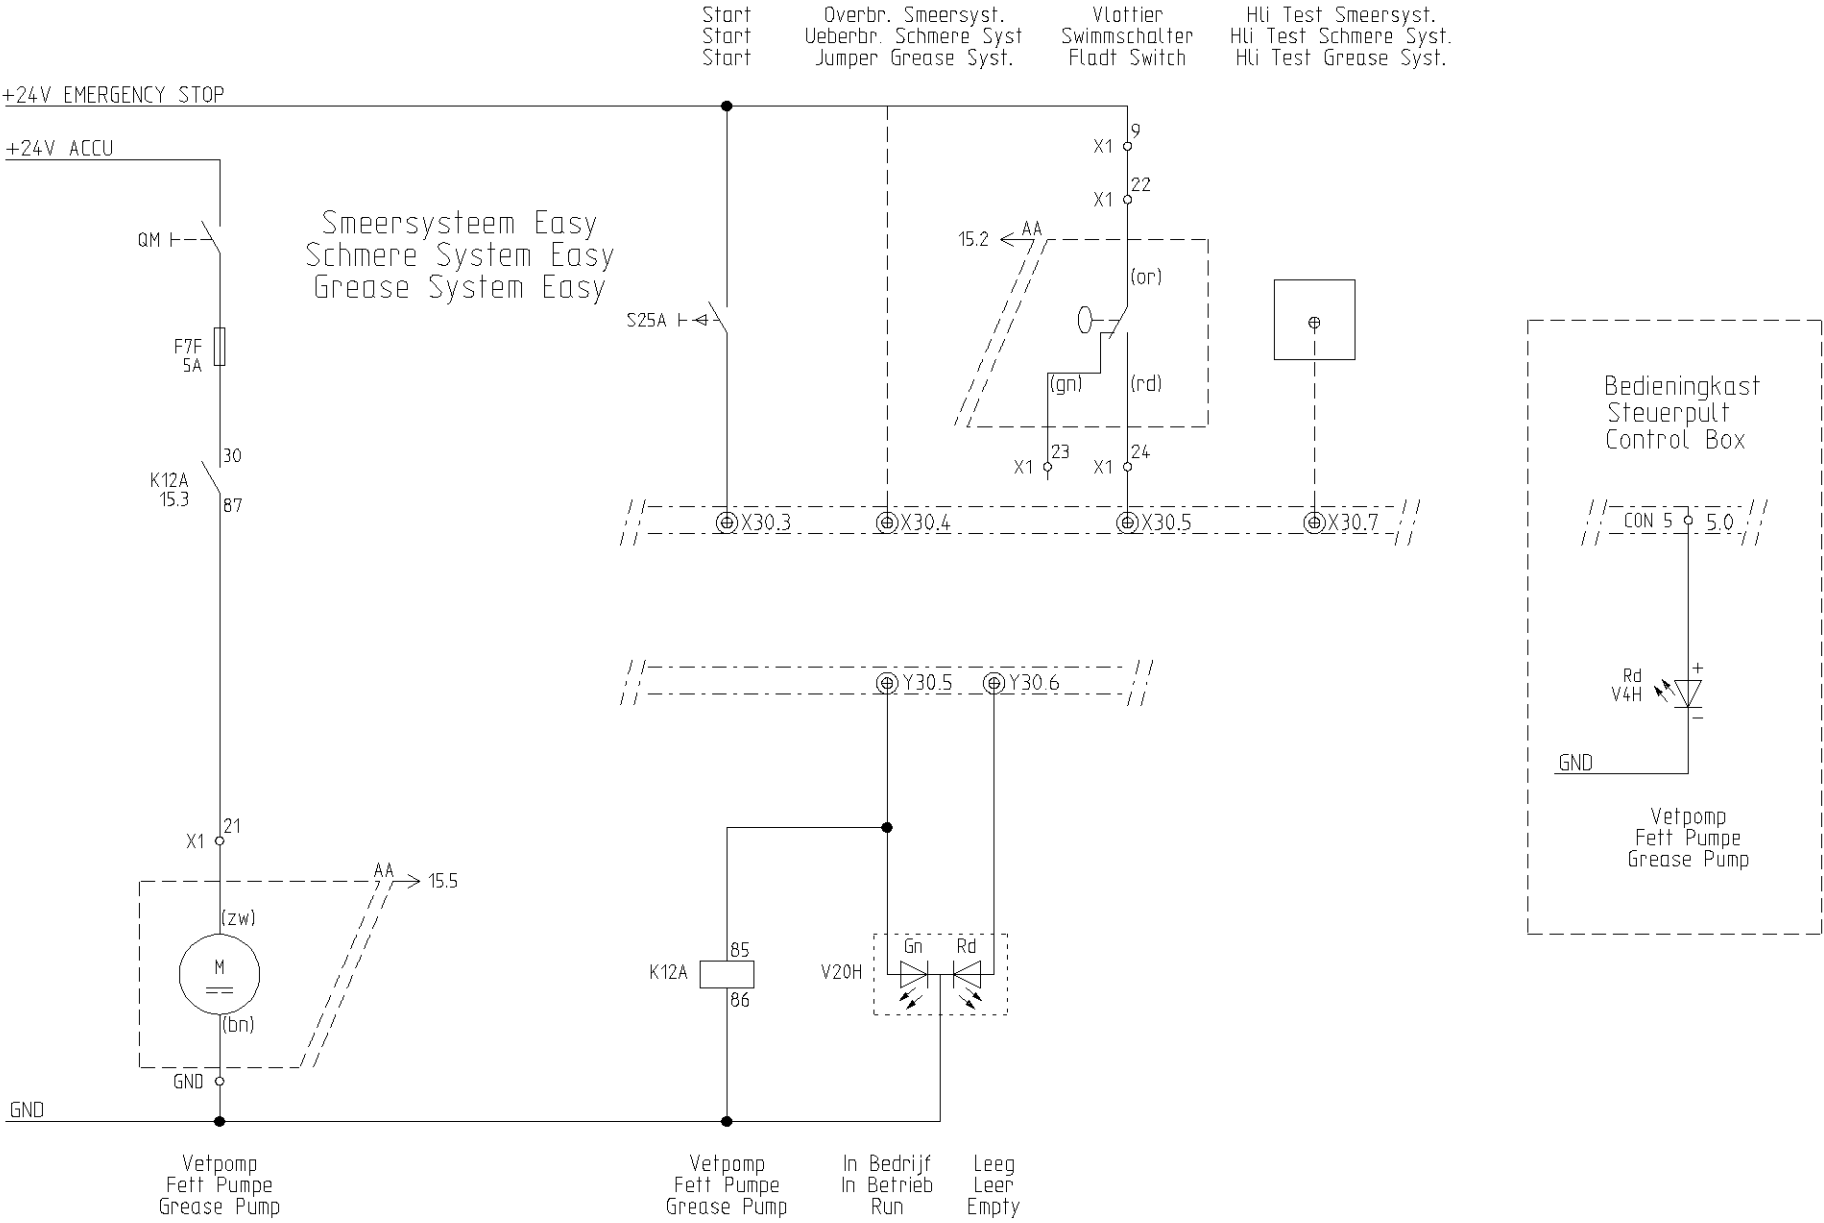 Start
Start
Start
Overbr. Smeersyst.
Ueberbr. Schmere Syst
Jumper Grease Syst.
Vlottier
Swimmschalter
Fladt Switch
Hli Test Smeersyst.
Hli Test Schmere Syst.
Hli Test Grease Syst.
+24V EMERGENCY STOP
+24V ACCU
Smeersysteem Easy
Schmere System Easy
Grease System Easy
QM
F7F
5A
30
K12A
15.3
87
S25A
9
X1
22
X1
15.2
AA
(or)
(gn)
(rd)
23
X1
24
X1
X30.3
X30.4
X30.5
X30.7
Bedieningkast
Steuerpult
Control Box
CON 5
5.0
Rd
V4H
+
−
GND
Vetpomp
Fett Pumpe
Grease Pump
Y30.5
Y30.6
21
X1
AA
15.5
(zw)
M
(bn)
GND
85
K12A
86
V20H
Gn
Rd
GND
Vetpomp
Fett Pumpe
Grease Pump
Vetpomp
Fett Pumpe
Grease Pump
In Bedrijf
In Betrieb
Run
Leeg
Leer
Empty